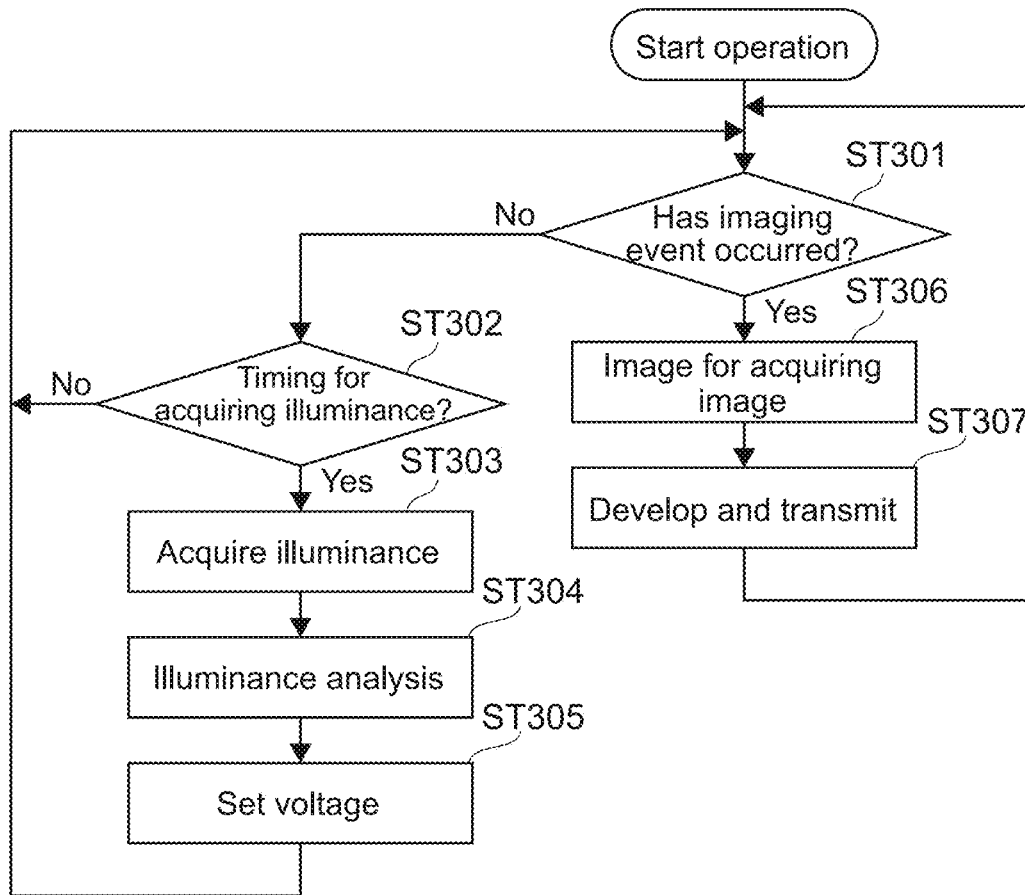 Start operation
ST301
Has imaging
event occurred?
No
Yes
ST306
Image for acquiring
image
ST307
Develop and transmit
ST302
Timing for
acquiring illuminance?
No
Yes
ST303
Acquire illuminance
ST304
Illuminance analysis
ST305
Set voltage